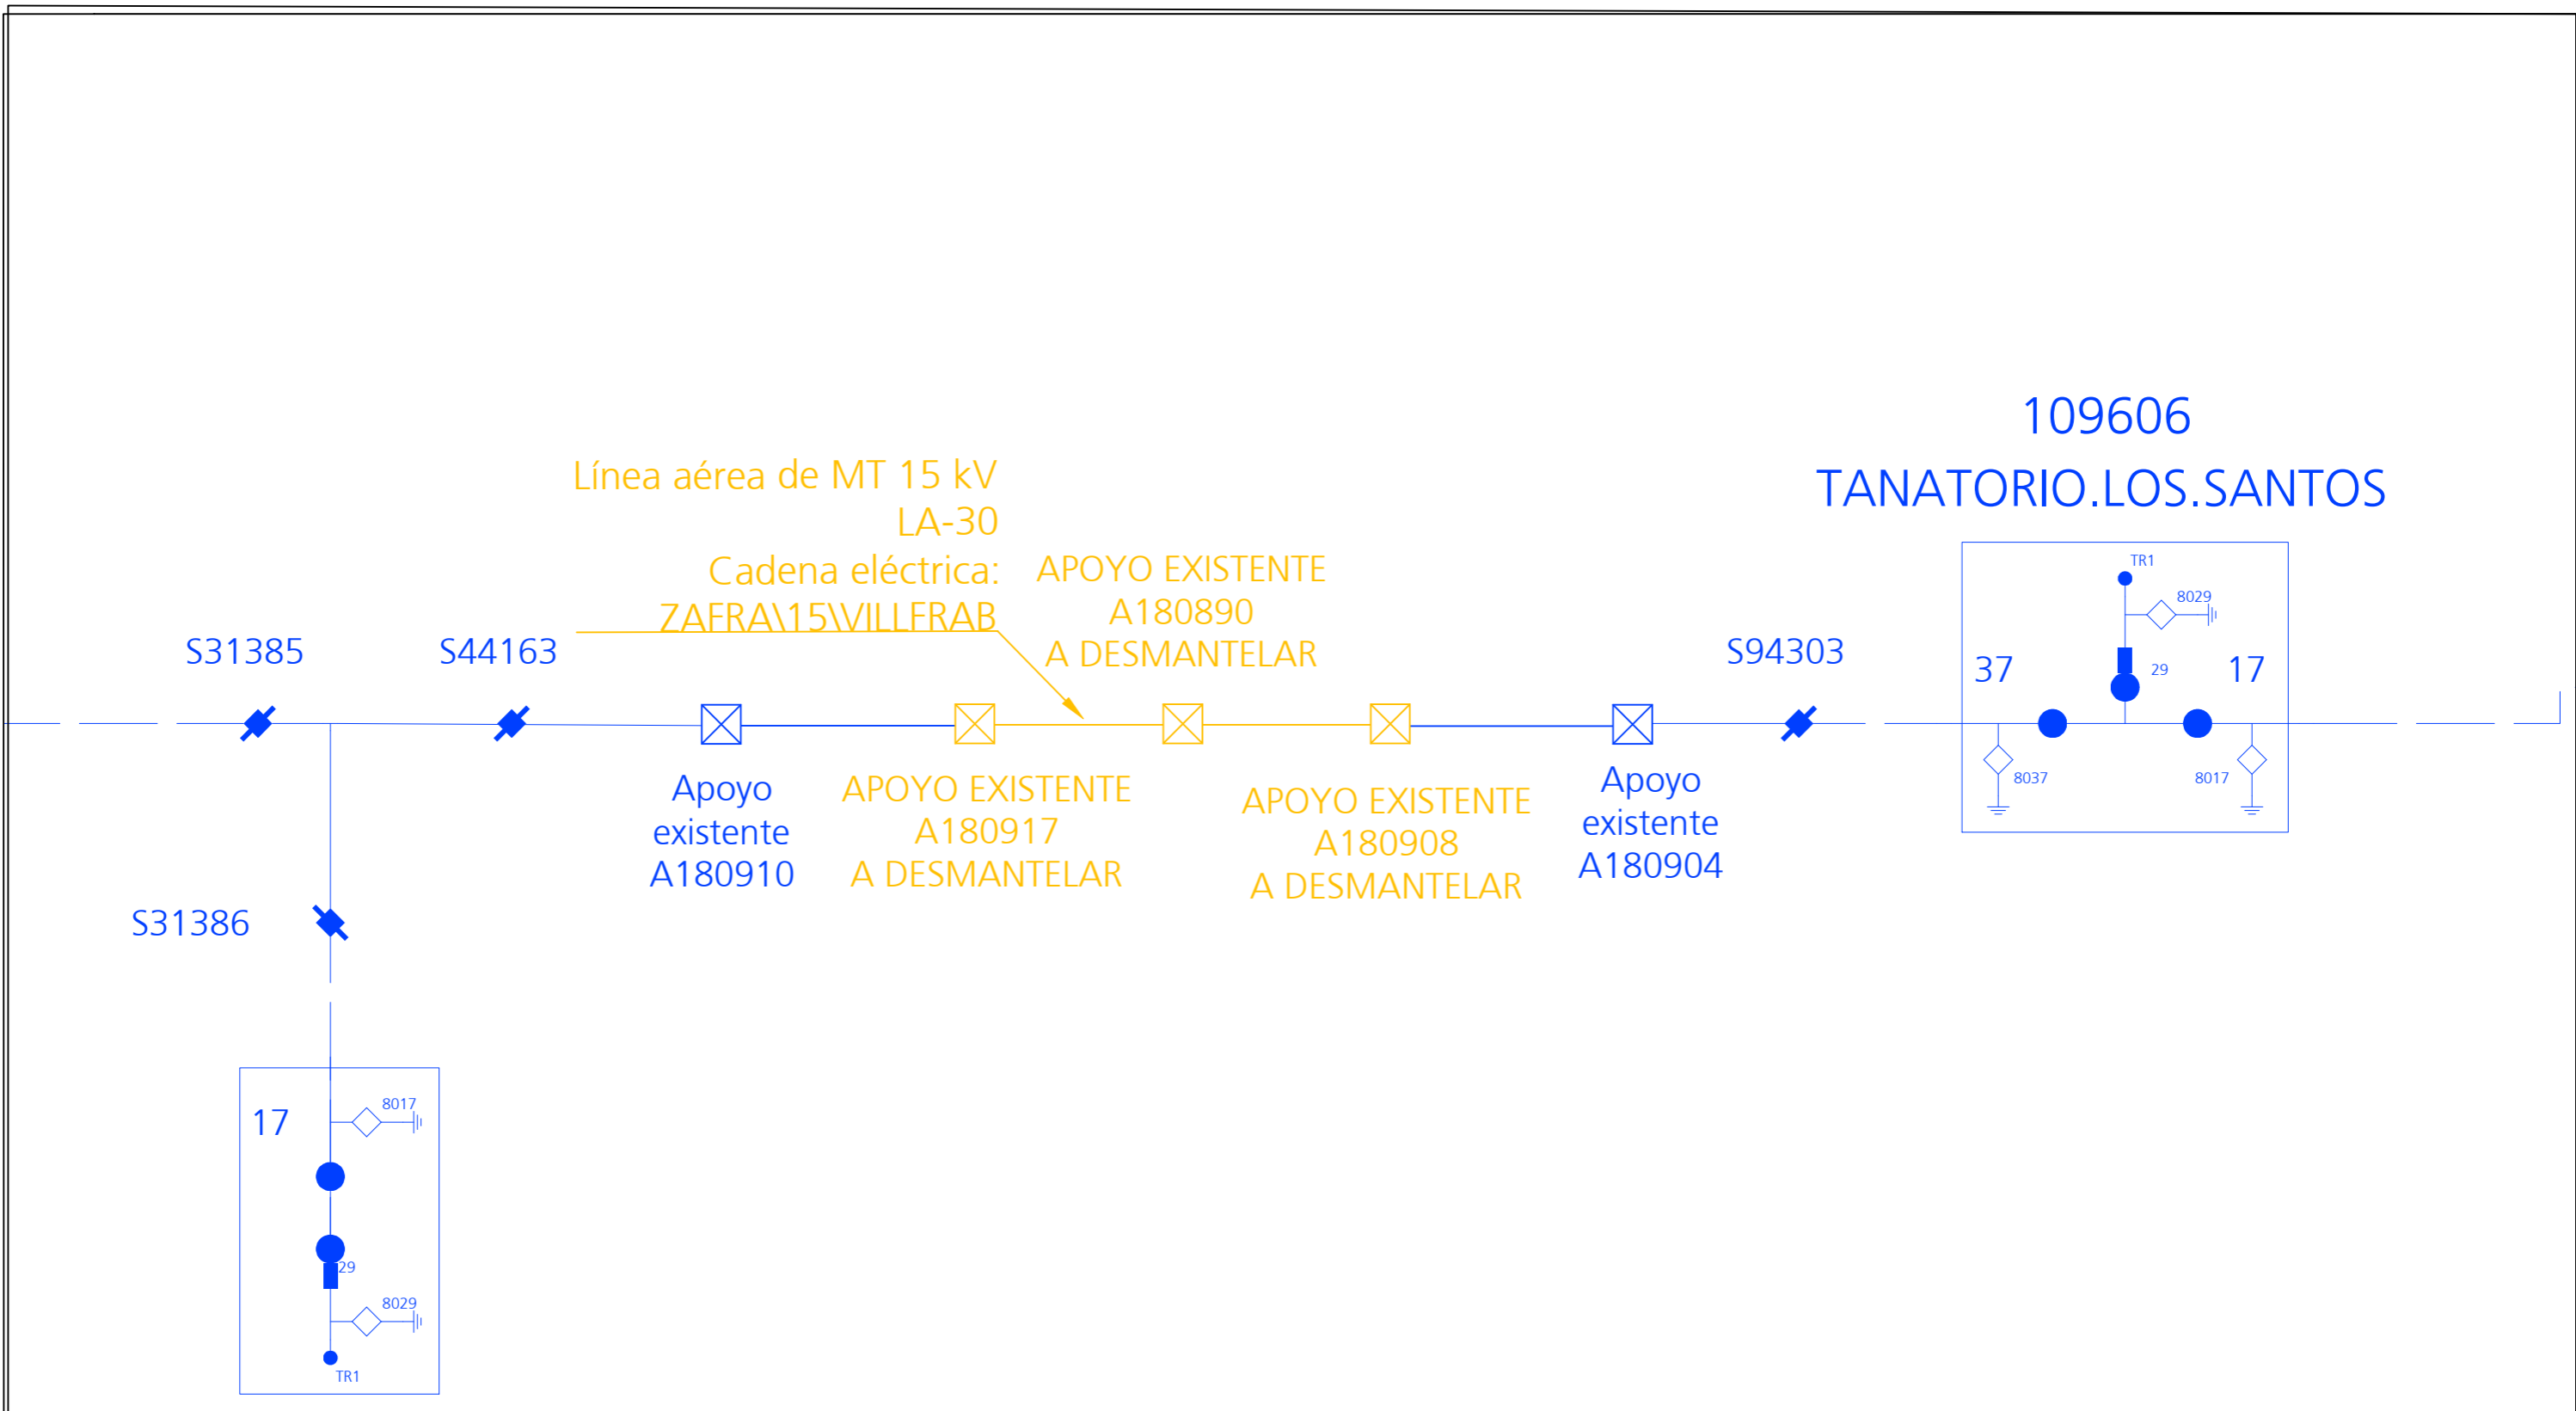 109606
TANATORIO.LOS.SANTOS
Línea aérea de MT 15 kV
LA-30
Cadena eléctrica:
ZAFRA\15\VILLFRAB
APOYO EXISTENTE
A180890
A DESMANTELAR
S31385
S44163
S94303
TR1
8029
37
29
17
8037
8017
Apoyo
existente
A180910
APOYO EXISTENTE
A180917
A DESMANTELAR
APOYO EXISTENTE
A180908
A DESMANTELAR
Apoyo
existente
A180904
S31386
17
8017
29
8029
TR1